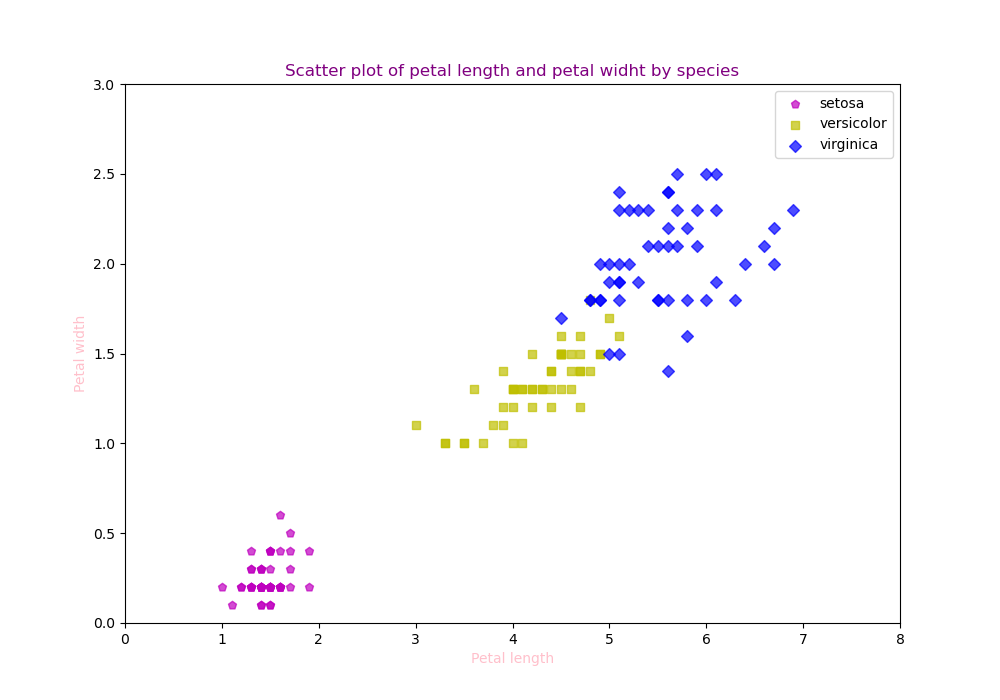 Scatter plot of petal length and petal widht by species
3.0
setosa
versicolor
virginica
2.5
2.0
1.5
1.0
0.5
0.0
Petal width
0 1 2 3 4 5 6 7 8
Petal length